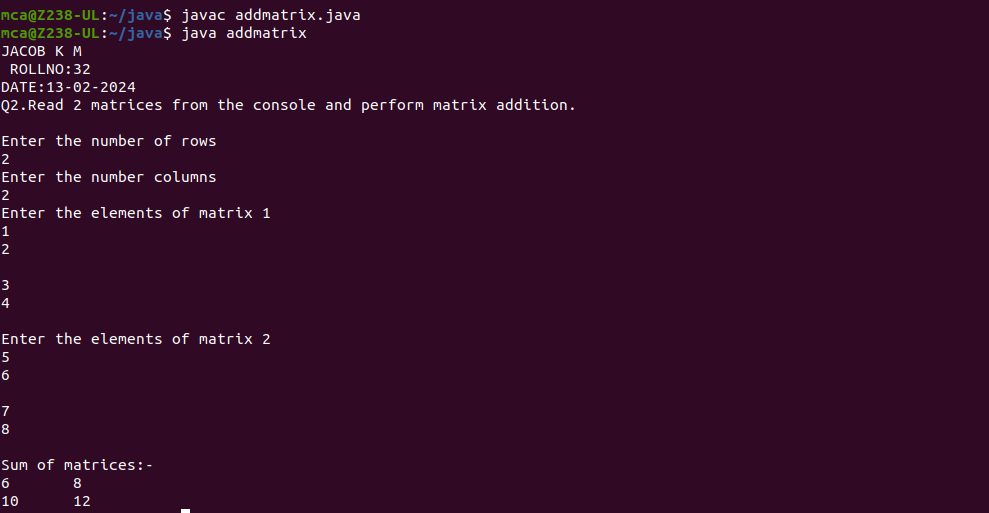 mca@Z238-UL:~/java$ javac addmatrix.java
mca@Z238-UL:~/java$ java addmatrix
JACOB K M
 ROLLNO:32
DATE:13-02-2024
Q2.Read 2 matrices from the console and perform matrix addition.
Enter the number of rows
2
Enter the number columns
2
Enter the elements of matrix 1
1
2
3
4
Enter the elements of matrix 2
5
6
7
8
Sum of matrices:-
6       8
10      12